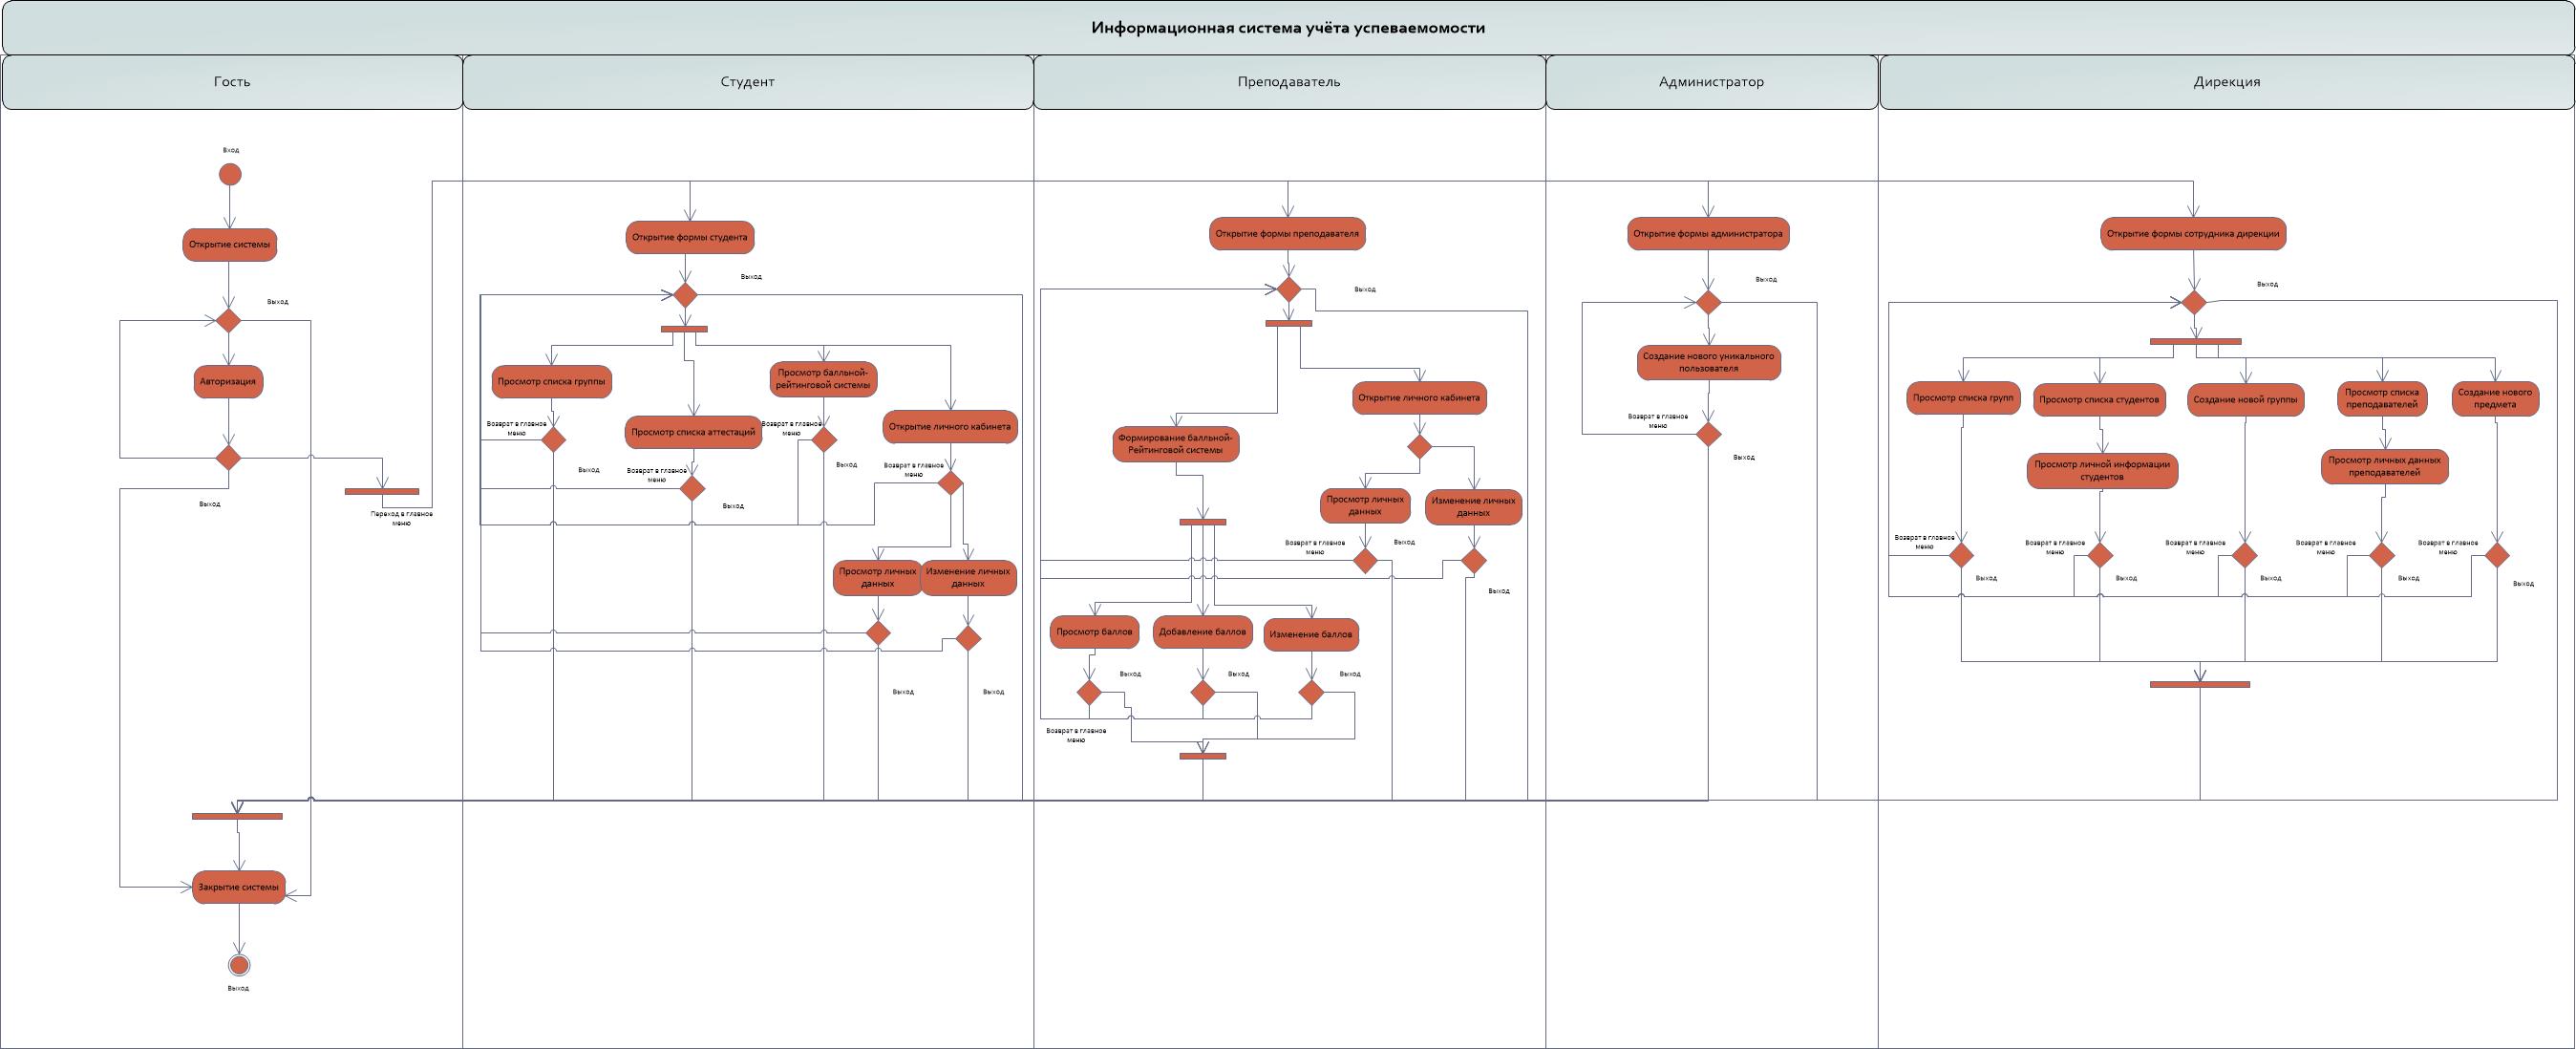 Информационная система учёта успеваемомости
Гость
Студент
Преподаватель
Администратор
Дирекция
Вход
Открытие системы
Выход
Авторизация
Выход
Переход в главное
меню
Закрытие системы
Выход
Открытие формы студента
Выход
Просмотр списка группы
Просмотр балльной-
рейтинговой системы
Просмотр списка аттестаций
Открытие личного кабинета
Возврат в главное
меню
Выход
Возврат в главное
меню
Выход
Возврат в главное
меню
Выход
Возврат в главное
меню
Просмотр личных
данных
Изменение личных
данных
Выход
Выход
Открытие формы преподавателя
Выход
Открытие личного кабинета
Формирование балльной-
Рейтинговой системы
Просмотр личных
данных
Изменение личных
данных
Возврат в главное
меню
Выход
Выход
Просмотр баллов
Добавление баллов
Изменение баллов
Выход
Выход
Выход
Возврат в главное
меню
Открытие формы администратора
Выход
Создание нового уникального
пользователя
Возврат в главное
меню
Выход
Открытие формы сотрудника дирекции
Выход
Просмотр списка групп
Просмотр списка студентов
Создание новой группы
Просмотр списка
преподавателей
Создание нового
предмета
Просмотр личной информации
студентов
Просмотр личных данных
преподавателей
Возврат в главное
меню
Выход
Возврат в главное
меню
Выход
Возврат в главное
меню
Выход
Возврат в главное
меню
Выход
Возврат в главное
меню
Выход